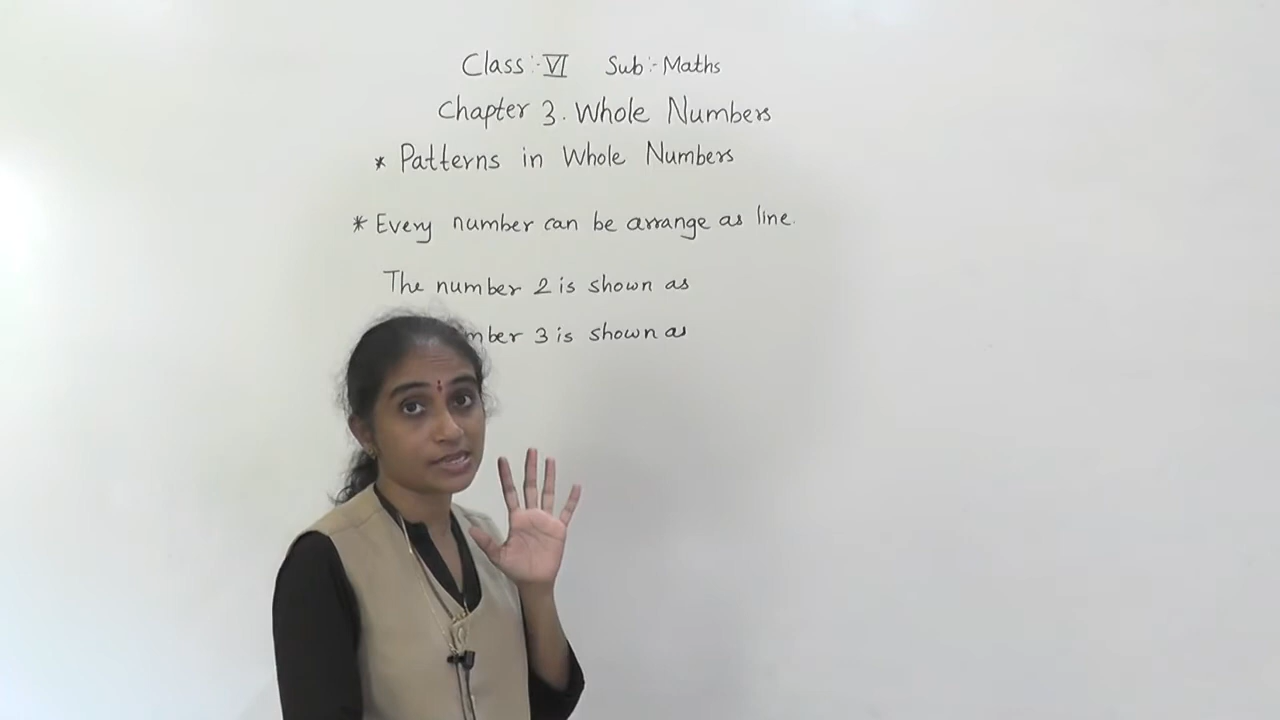 Class:- VI Sub:- Maths
Chapter 3. Whole Numbers
* Patterns in Whole Numbers
* Every number can be arrange as line.
The number 2 is shown as
mber 3 is shown as